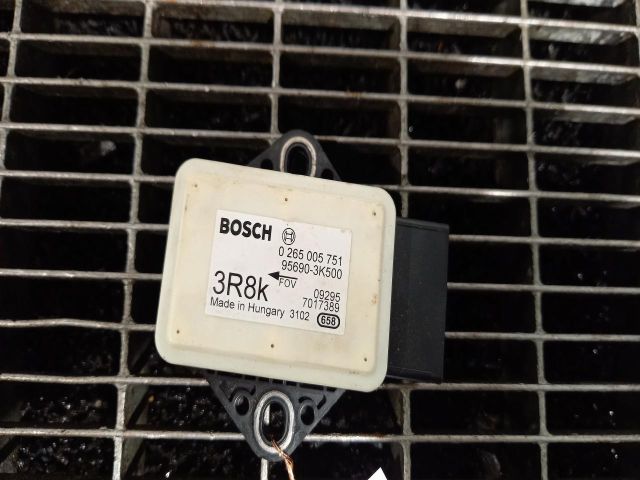 BOSCH
0 265 005 751
95690-3K500
3R8k
FOV
09295
7017389
Made in Hungary 3102 658